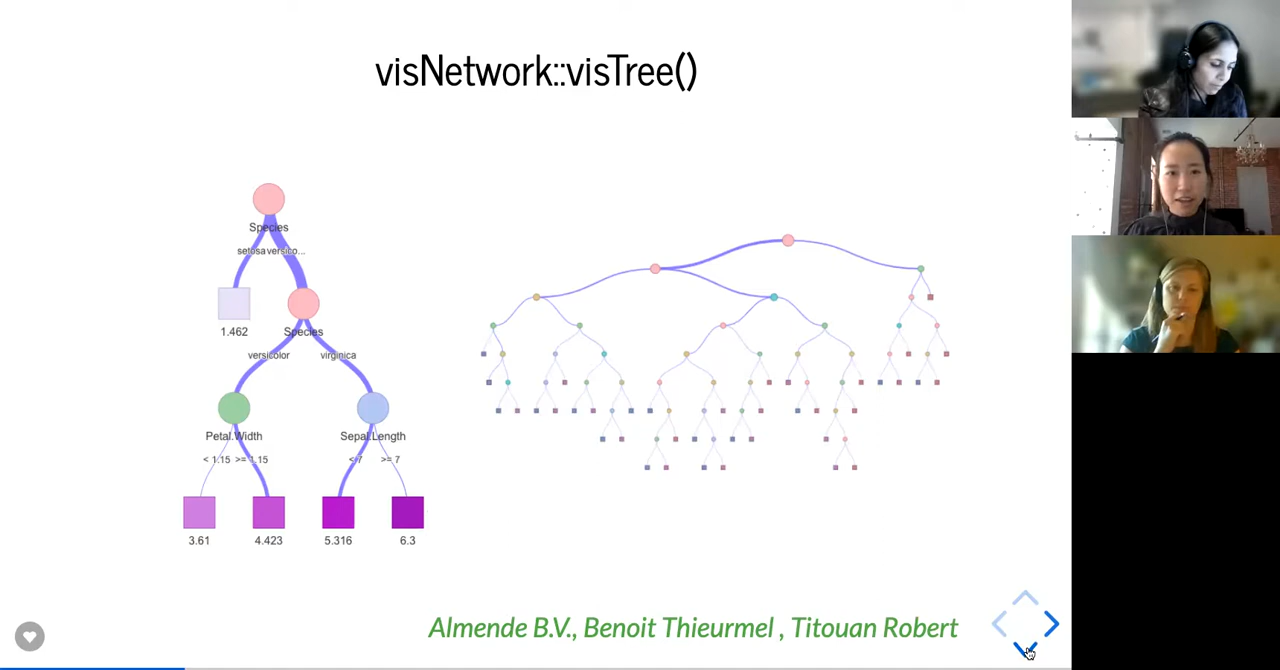 visNetwork::visTree()
Species
setosa versico...
1.462
Species
versicolor virginica
Petal.Width Sepal.Length
< 1.15 >= 1.15 < 7 >= 7
3.61 4.423 5.316 6.3
Almende B.V., Benoit Thieurmel , Titouan Robert